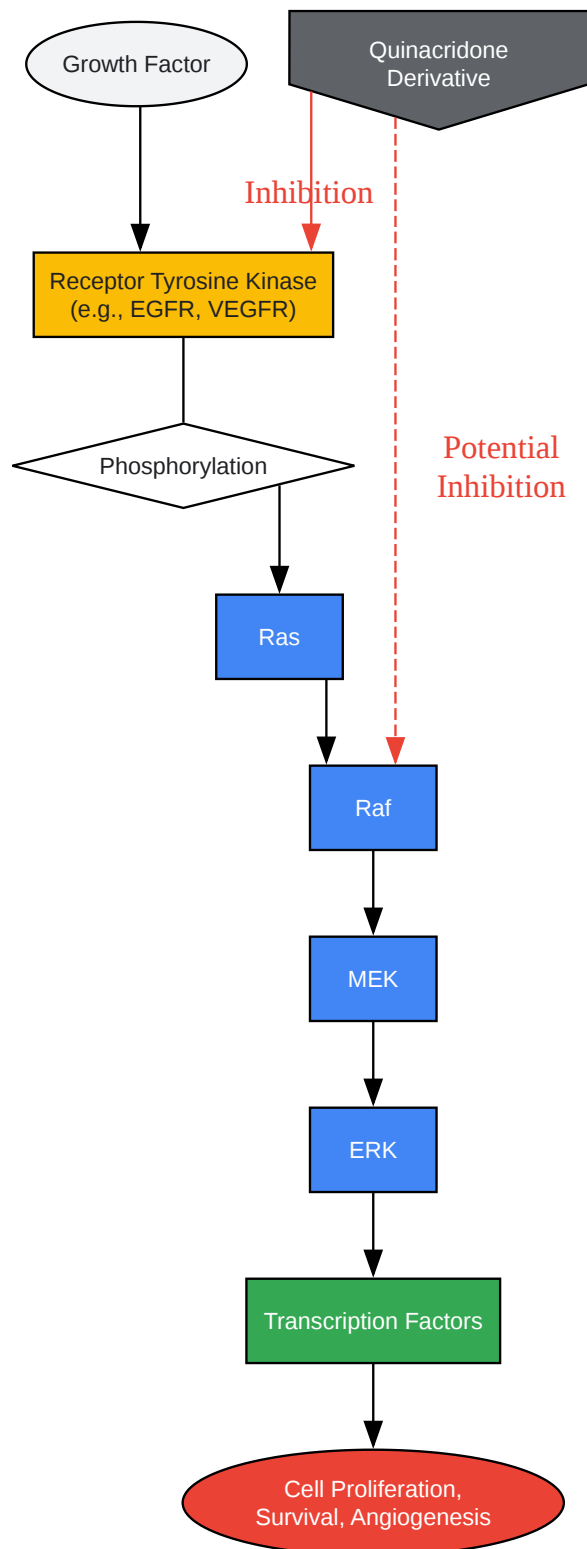 Growth Factor
Quinacridone
Derivative
Inhibition
Receptor Tyrosine Kinase
(e.g., EGFR, VEGFR)
Phosphorylation
Potential
Inhibition
Ras
Raf
MEK
ERK
Transcription Factors
Cell Proliferation,
Survival, Angiogenesis